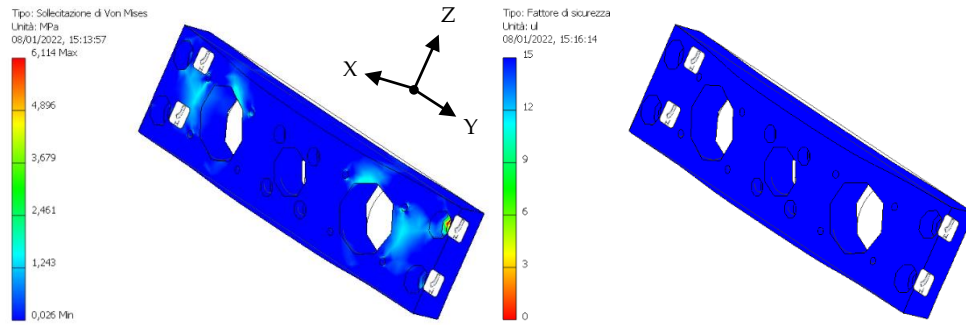 Tipo: Sollecitazione di Von Mises
Unità: MPa
08/01/2022, 15:13:57
6,114 Max
4,896
3,679
2,461
1,243
0,026 Min
Z
X
Y
Tipo: Fattore di sicurezza
Unità: ul
08/01/2022, 15:16:14
15
12
9
6
3
0